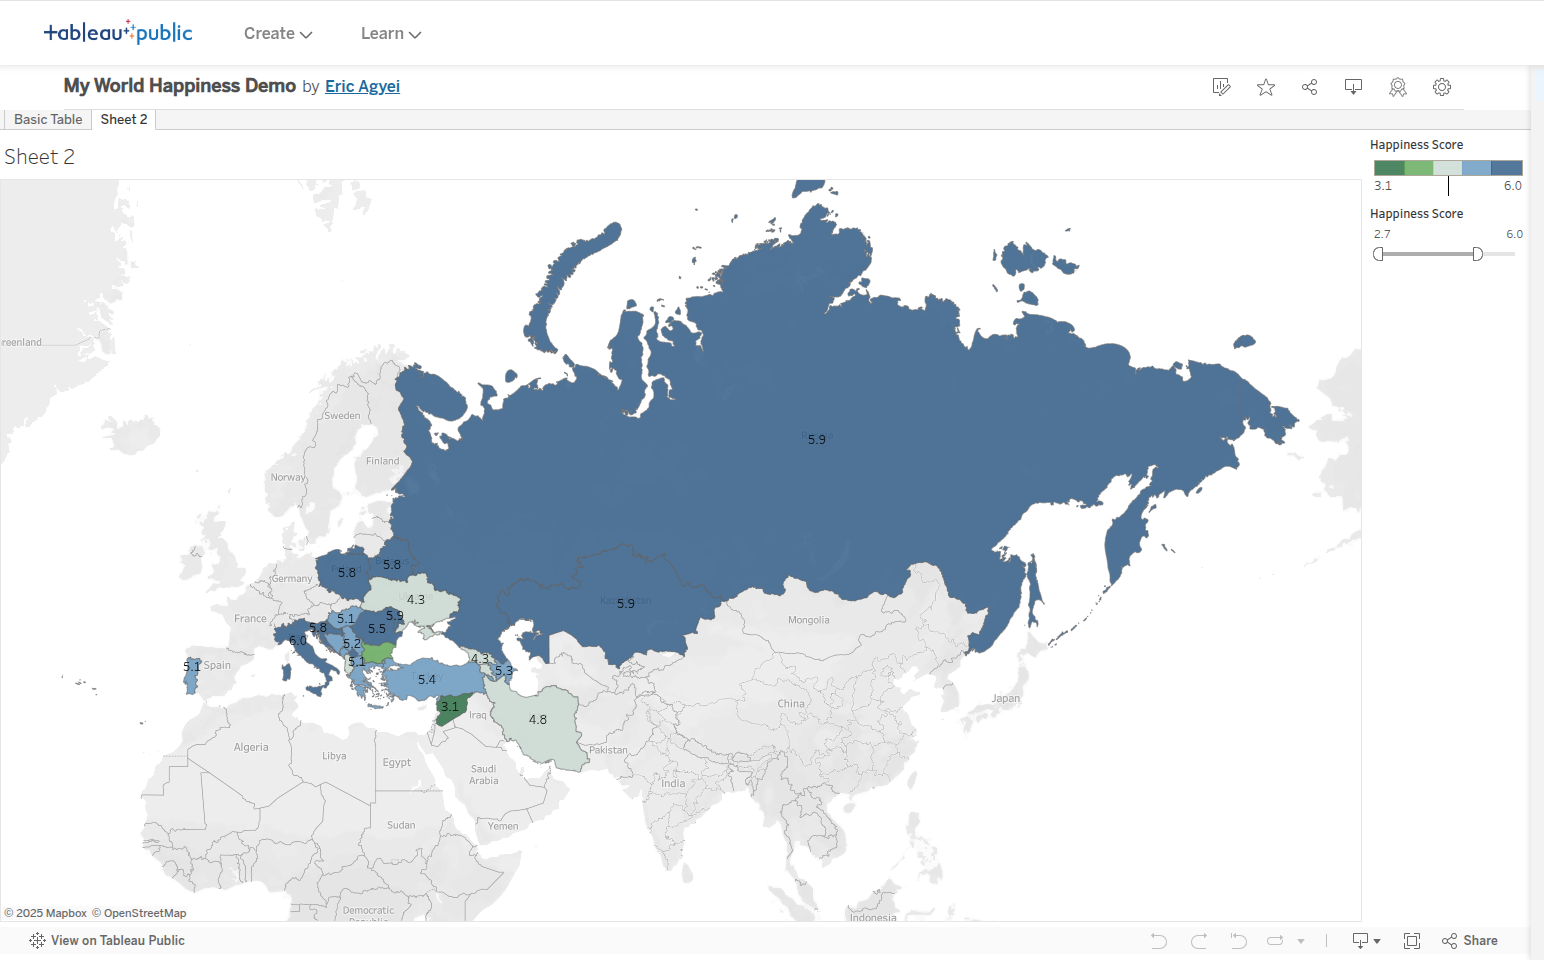 tableau public
Create
Learn
My World Happiness Demo by Eric Agyei
Basic Table
Sheet 2
Sheet 2
Happiness Score
3.1
6.0
Happiness Score
2.7
6.0
reenland
Sweden
Finland
Norway
5.9
5.8
5.8
Germany
4.3
5.9
France
5.1
5.9
5.8
5.5
Mongolia
6.0
5.2
5.1
5.1
Spain
4.3
5.3
5.4
3.1
Iraq
4.8
China
Japan
Algeria
Libya
Egypt
Pakistan
Saudi
Arabia
India
Sudan
Yemen
Democratic
Indonesia
© 2025 Mapbox © OpenStreetMap
View on Tableau Public
Share